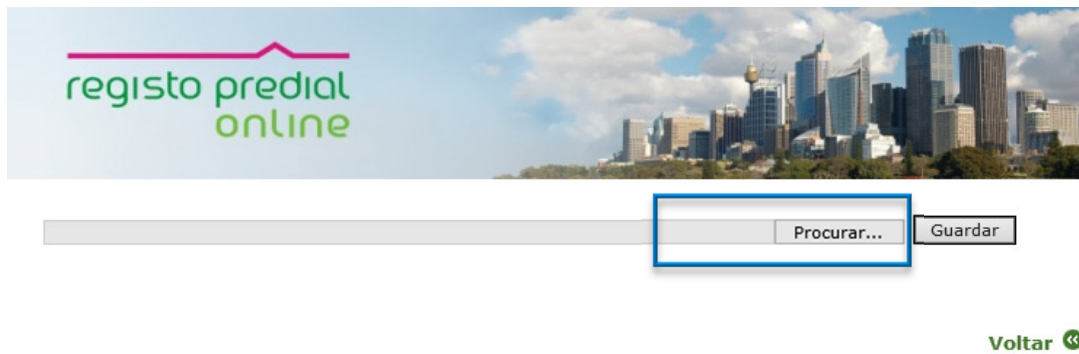 registo predial
online
Procurar...
Guardar
Voltar